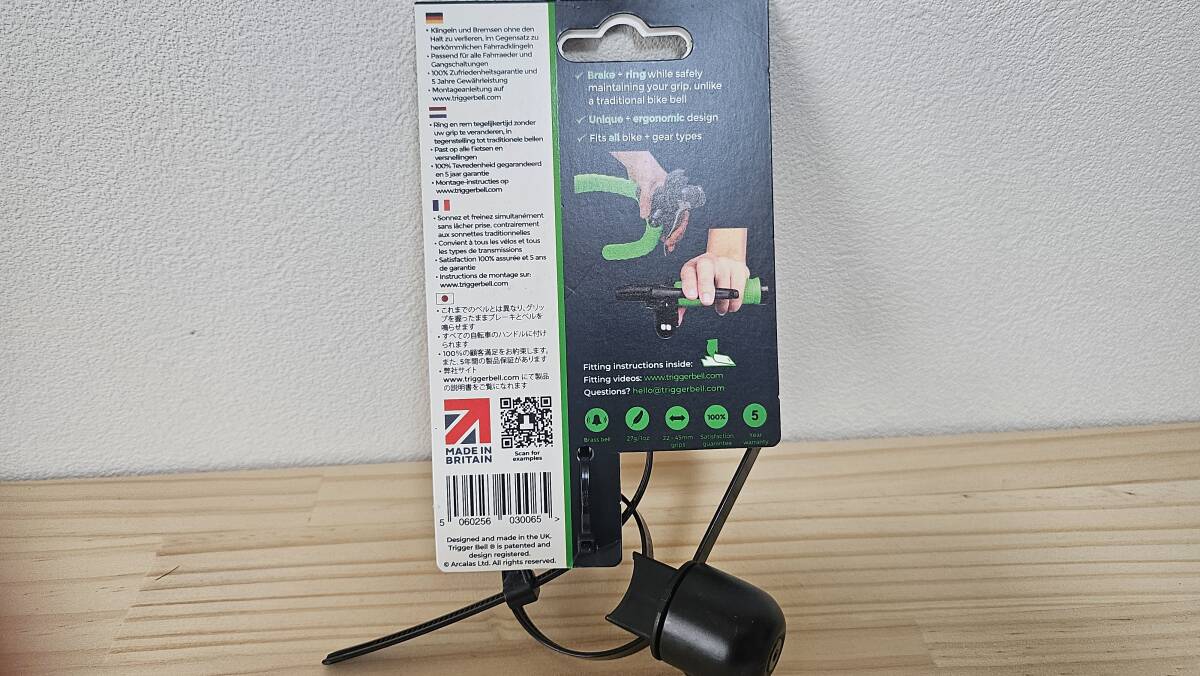 • Klingeln und Bremsen ohne den
Halt zu verlieren, im Gegensatz zu
herkömmlichen Fahrradklingeln
• Passend für alle Fahrraeder und
Gangschaltungen
• 100% Zufriedenheitsgarantie und
5 Jahre Gewährleistung
• Montageanleitung auf
www.triggerbell.com
• Ring en rem tegelijkertijd zonder
uw grip te veranderen, in
tegenstelling tot traditionele bellen
• Past op alle fietsen en
versnellingen
• 100% Tevredenheid gegarandeerd
en 5 jaar garantie
• Montage-instructies op
www.triggerbell.com
• Sonnez et freinez simultanément
sans lâcher prise, contrairement
aux sonnettes traditionnelles
• Convient à tous les vélos et tous
les types de transmissions
• Satisfaction 100% assurée et 5 ans
de garantie
• Instructions de montage sur:
www.triggerbell.com
• これまでのベルとは異なり、グリッ
プを握ったままブレーキとベルを
鳴らせます
• すべての自転車のハンドルに付け
られます
• 100%の顧客満足をお約束します。
また、5年間の製品保証があります
• 弊社サイト
www.triggerbell.com にて製品
の説明書をご覧になれます
MADE IN
BRITAIN
Scan for
examples
5 060256 030065 >
Designed and made in the UK.
Trigger Bell ® is patented and
design registered.
© Arcalas Ltd. All rights reserved.
✓ Brake + ring while safely
maintaining your grip, unlike
a traditional bike bell
✓ Unique + ergonomic design
✓ Fits all bike + gear types
Fitting instructions inside:
Fitting videos: www.triggerbell.com
Questions? hello@triggerbell.com
100%
5
Brass bell
27g/1oz
22 - 45mm
grips
Satisfaction
guarantee
Year
warranty